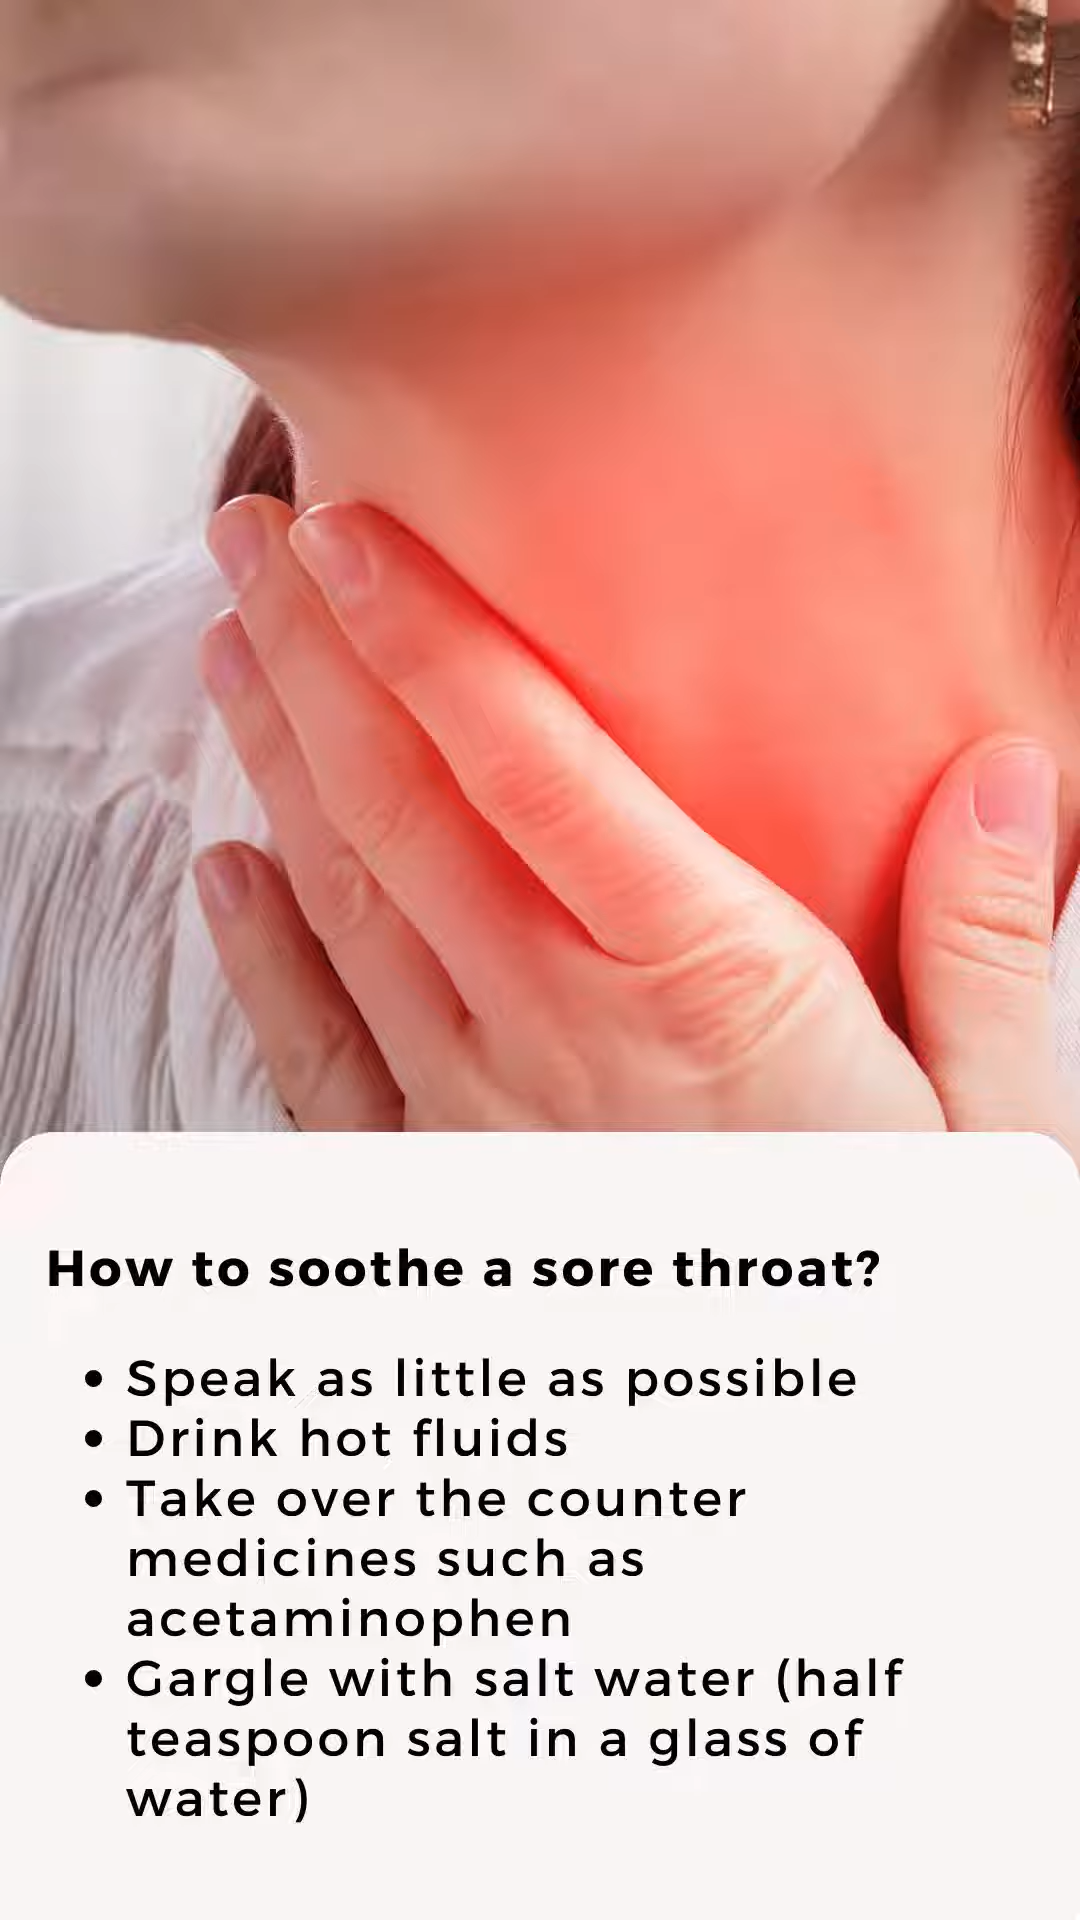 How to soothe a sore throat?
• Speak as little as possible
• Drink hot fluids
• Take over the counter
medicines such as
acetaminophen
• Gargle with salt water (half
teaspoon salt in a glass of
water)